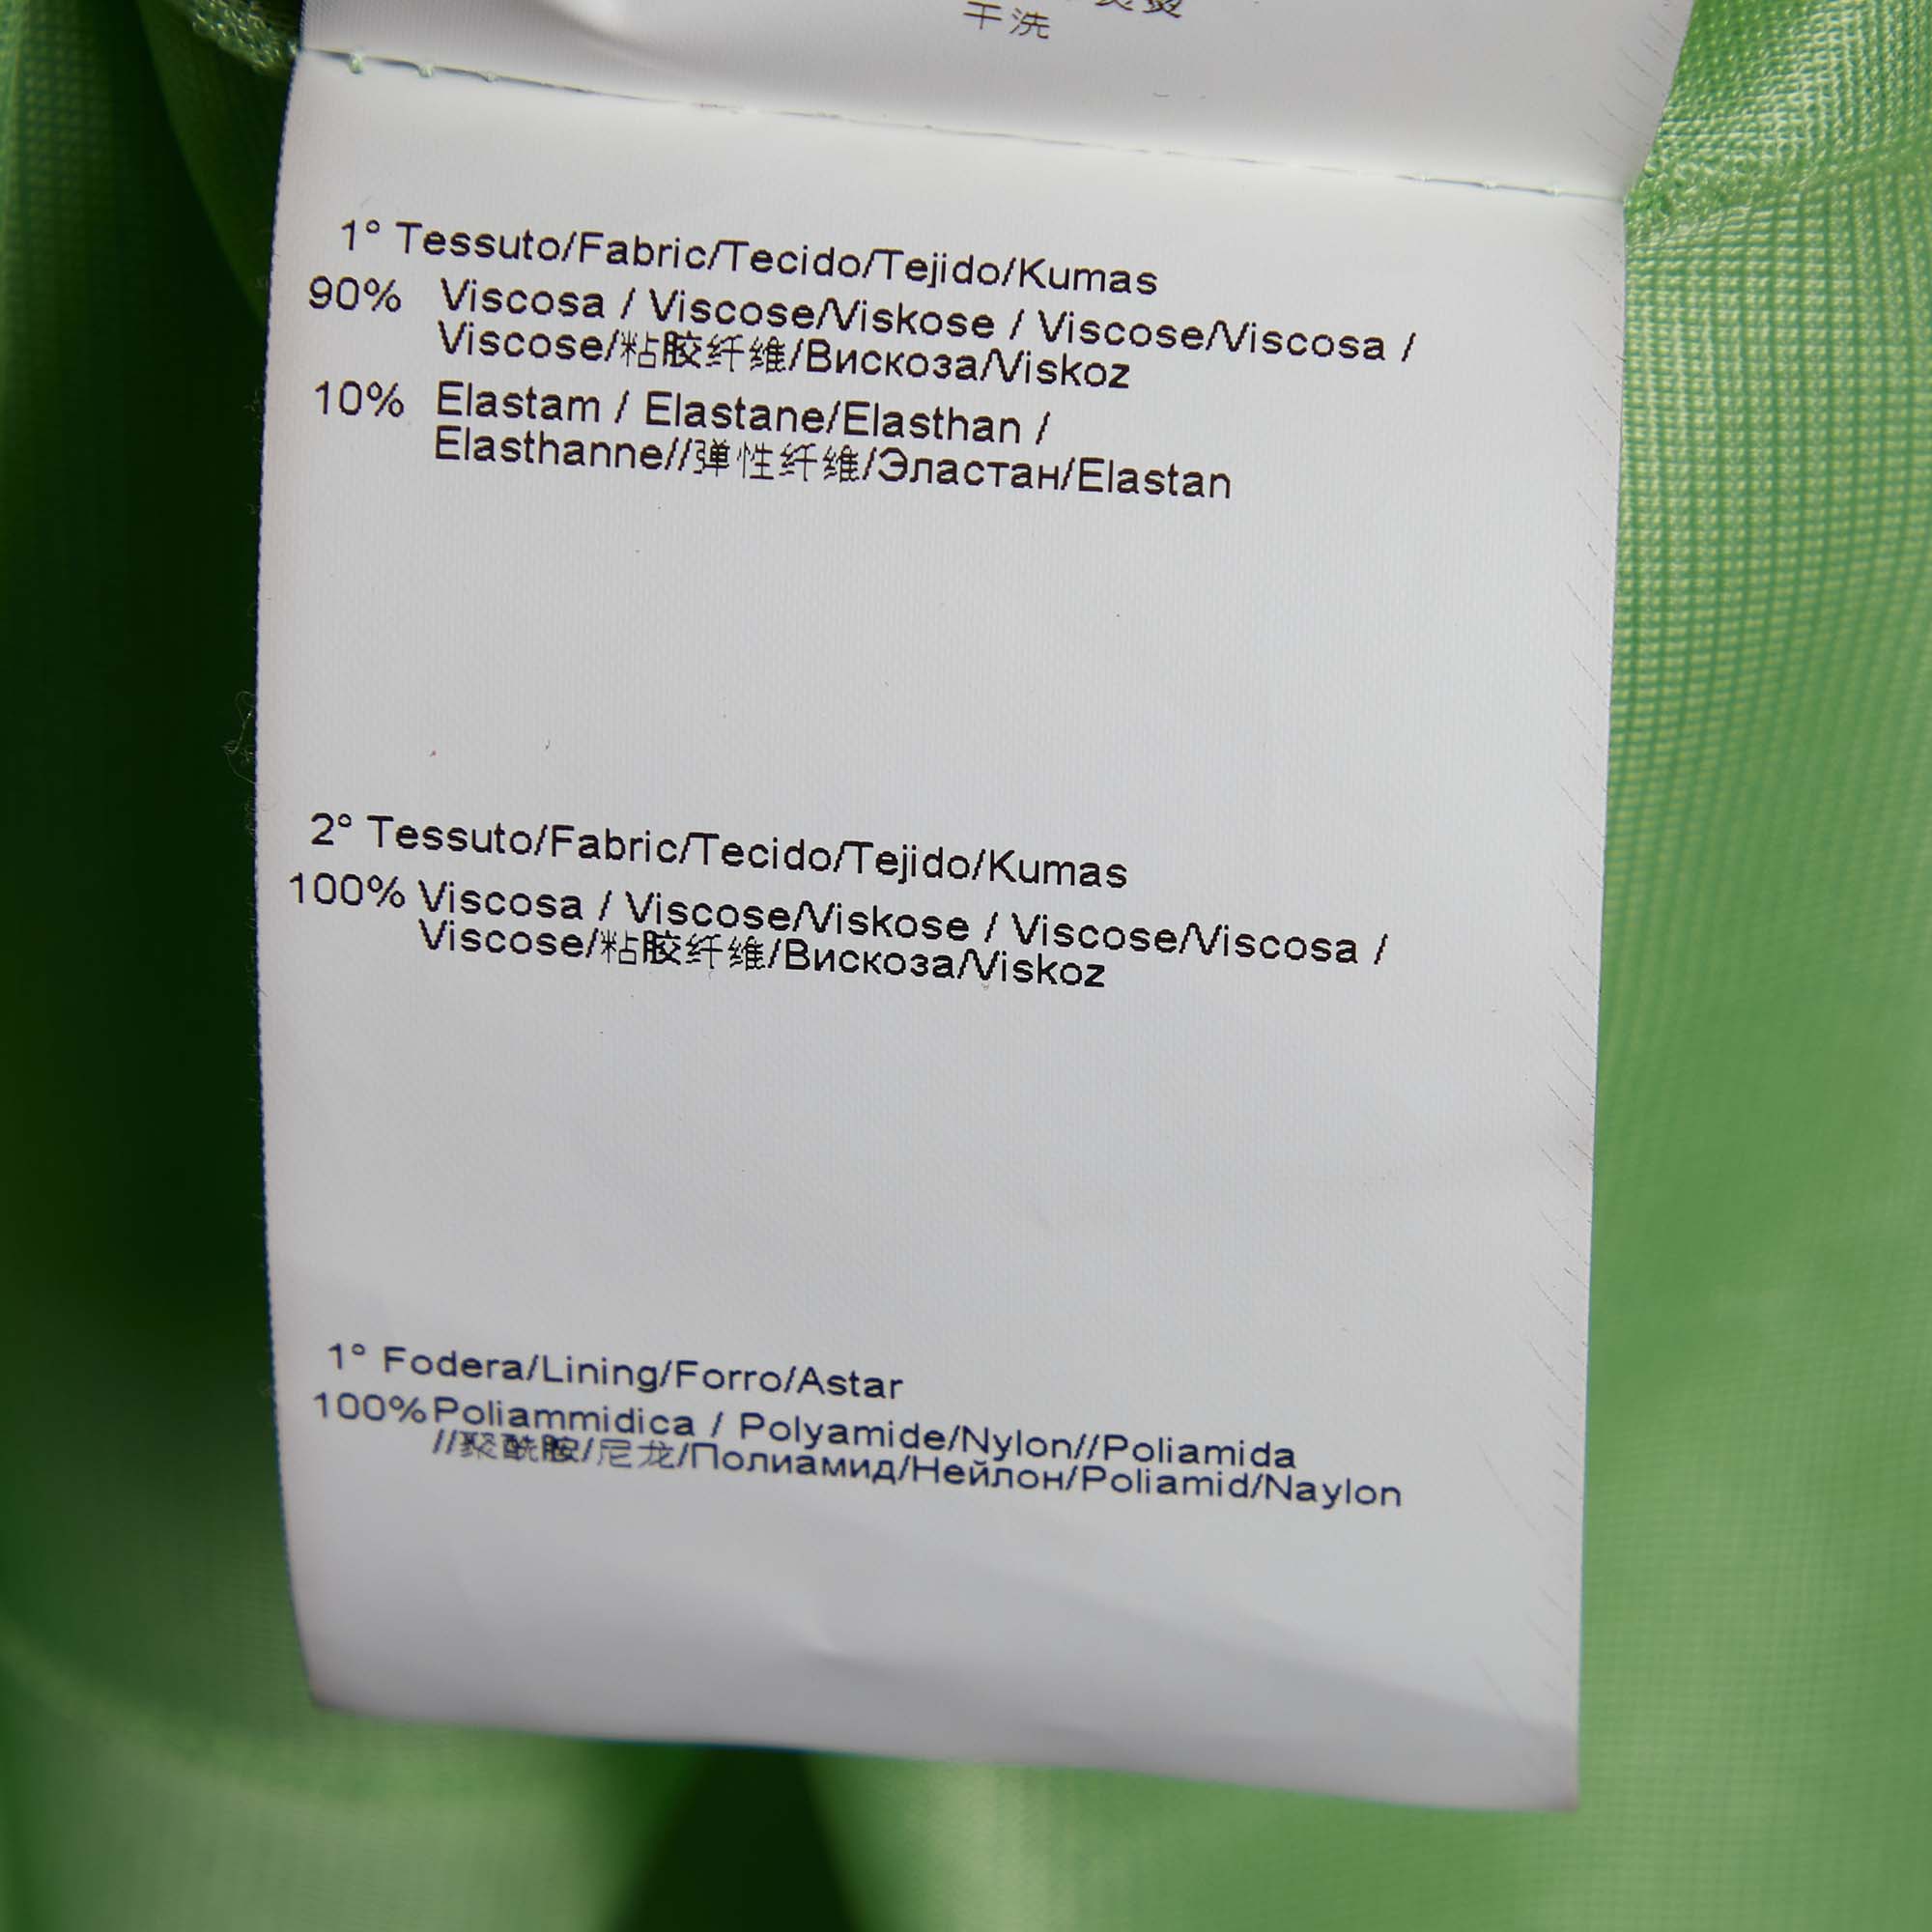 干洗
1° Tessuto/Fabric/Tecido/Tejido/Kumas
90% Viscosa / Viscose/Viskose / Viscose/Viscosa /
Viscose/粘胶纤维/Вискоза/Viskoz
10% Elastam / Elastane/Elasthan /
Elasthanne//弹性纤维/Эластан/Elastan
2° Tessuto/Fabric/Tecido/Tejido/Kumas
100% Viscosa / Viscose/Viskose / Viscose/Viscosa /
Viscose/粘胶纤维/Вискоза/Viskoz
1° Fodera/Lining/Forro/Astar
100% Poliammidica / Polyamide/Nylon//Poliamida
//聚酰胺/尼龙/Полиамид/Нейлон/Poliamid/Naylon